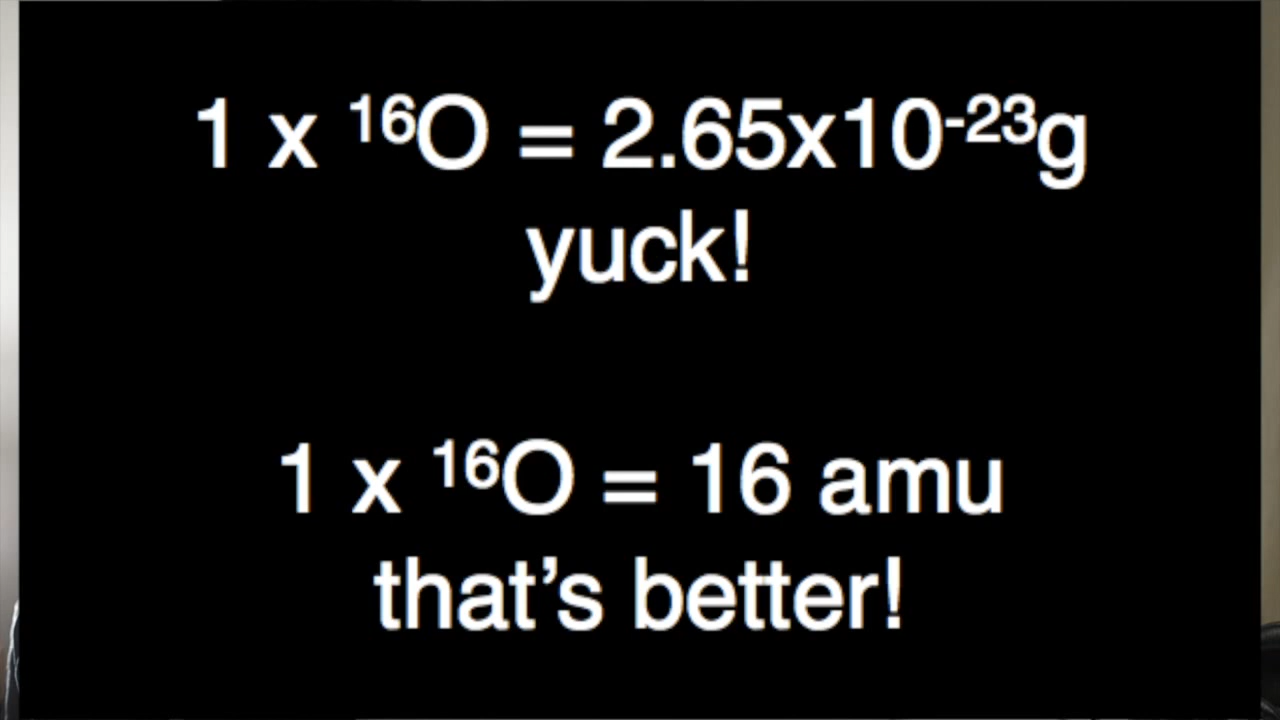 1 x ¹⁶O = 2.65x10⁻²³g
yuck!
1 x ¹⁶O = 16 amu
that’s better!